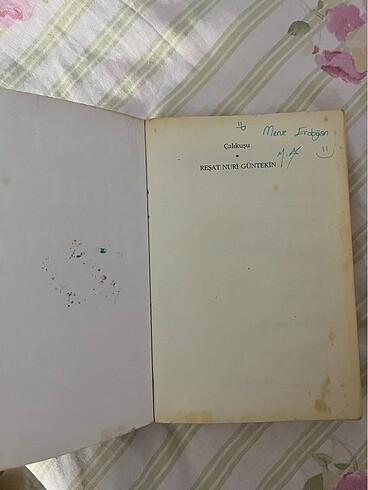 Merve Erdoğan
M.A
Çalıkuşu
•
REŞAT NURİ GÜNTEKİN